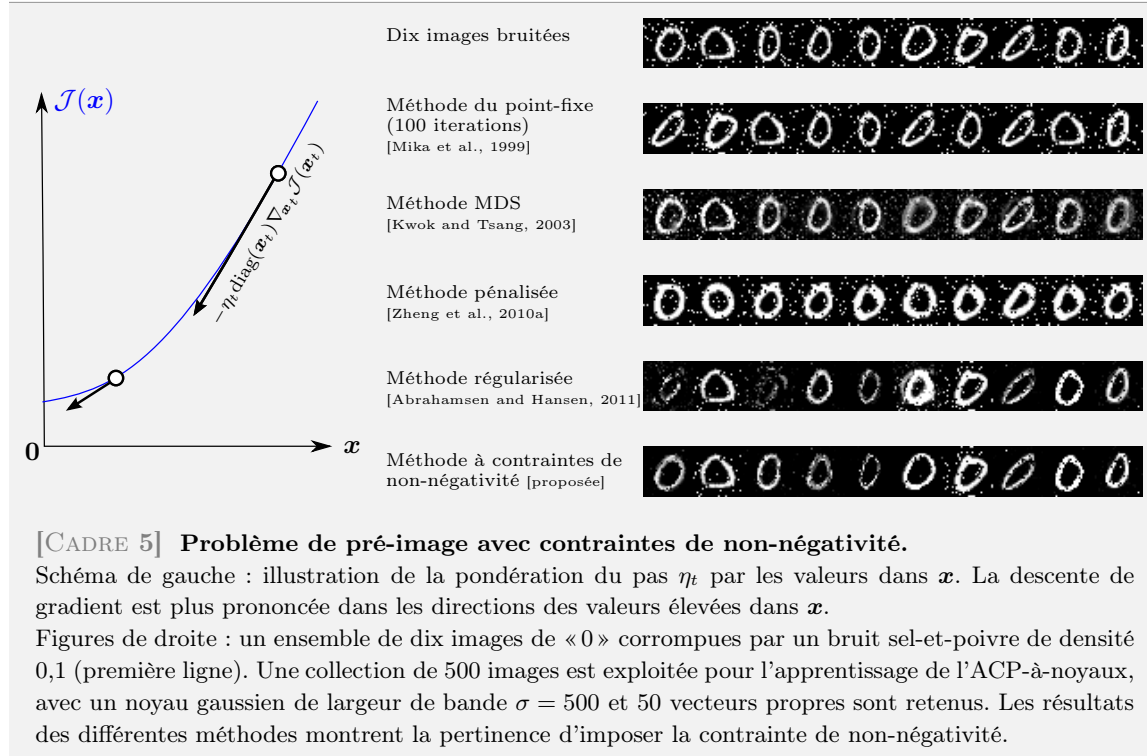 𝒥(𝒙)
−η_t diag(𝒙_t)∇_{𝒙_t} 𝒥(𝒙_t)
0
𝒙
Dix images bruitées
Méthode du point-fixe
(100 iterations)
[Mika et al., 1999]
Méthode MDS
[Kwok and Tsang, 2003]
Méthode pénalisée
[Zheng et al., 2010a]
Méthode régularisée
[Abrahamsen and Hansen, 2011]
Méthode à contraintes de
non-négativité [proposée]
[CADRE 5] Problème de pré-image avec contraintes de non-négativité.
Schéma de gauche : illustration de la pondération du pas η_t par les valeurs dans 𝒙. La descente de
gradient est plus prononcée dans les directions des valeurs élevées dans 𝒙.
Figures de droite : un ensemble de dix images de «0» corrompues par un bruit sel-et-poivre de densité
0,1 (première ligne). Une collection de 500 images est exploitée pour l'apprentissage de l'ACP-à-noyaux,
avec un noyau gaussien de largeur de bande σ = 500 et 50 vecteurs propres sont retenus. Les résultats
des différentes méthodes montrent la pertinence d'imposer la contrainte de non-négativité.